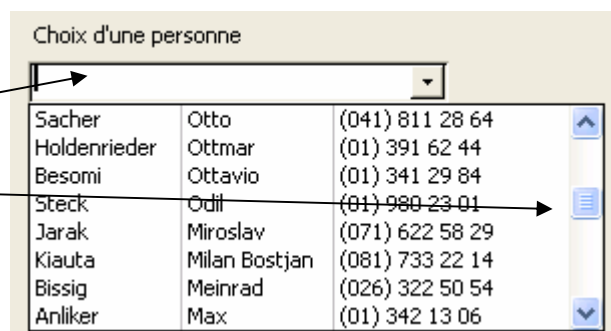 Choix d'une personne
Sacher Otto (041) 811 28 64
Holdenrieder Ottmar (01) 391 62 44
Besomi Ottavio (01) 341 29 84
Steck Odil (01) 980 23 01
Jarak Miroslav (071) 622 58 29
Kiauta Milan Bostjan (081) 733 22 14
Bissig Meinrad (026) 322 50 54
Anliker Max (01) 342 13 06